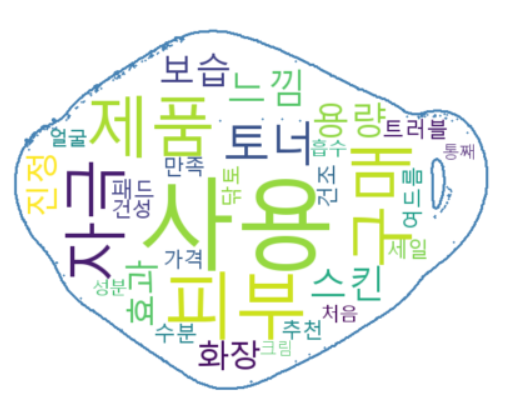 보습
느낌
제품
용량
트러블
토너
얼굴
흡수
통째
진정
만족
구매
자극
패드
건성
닦토
건조
여드름
사용
가격
세일
성분
효과
피부
스킨
수분
추천
처음
화장
크림